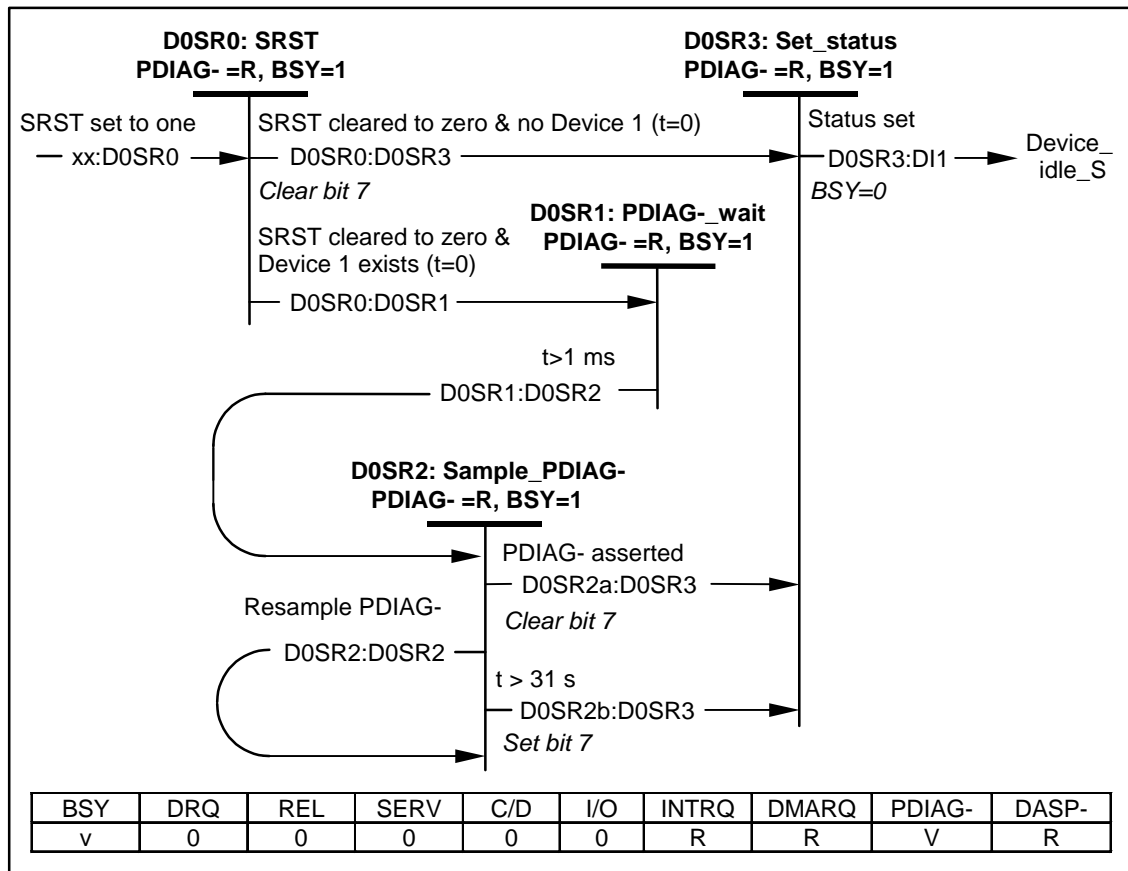 D0SR0: SRST
PDIAG- =R, BSY=1
D0SR3: Set_status
PDIAG- =R, BSY=1
SRST set to one
xx:D0SR0
SRST cleared to zero & no Device 1 (t=0)
D0SR0:D0SR3
Clear bit 7
Status set
D0SR3:DI1
BSY=0
Device_
idle_S
D0SR1: PDIAG-_wait
PDIAG- =R, BSY=1
SRST cleared to zero &
Device 1 exists (t=0)
D0SR0:D0SR1
t>1 ms
D0SR1:D0SR2
D0SR2: Sample_PDIAG-
PDIAG- =R, BSY=1
PDIAG- asserted
D0SR2a:D0SR3
Clear bit 7
Resample PDIAG-
D0SR2:D0SR2
t > 31 s
D0SR2b:D0SR3
Set bit 7
BSY DRQ REL SERV C/D I/O INTRQ DMARQ PDIAG- DASP-
v 0 0 0 0 0 R R V R